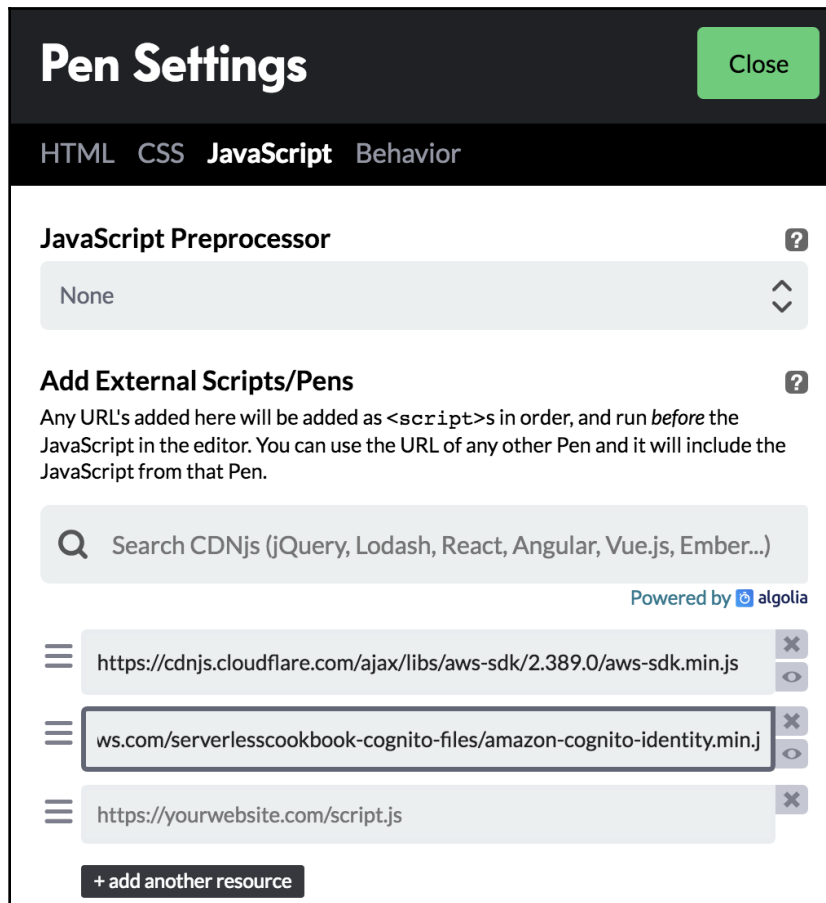 Pen Settings
Close
HTML CSS JavaScript Behavior
JavaScript Preprocessor
None
Add External Scripts/Pens
Any URL's added here will be added as <script>s in order, and run before the
JavaScript in the editor. You can use the URL of any other Pen and it will include the
JavaScript from that Pen.
Search CDNjs (jQuery, Lodash, React, Angular, Vue.js, Ember...)
Powered by algolia
https://cdnjs.cloudflare.com/ajax/libs/aws-sdk/2.389.0/aws-sdk.min.js
ws.com/serverlesscookbook-cognito-files/amazon-cognito-identity.min.j
https://yourwebsite.com/script.js
+ add another resource